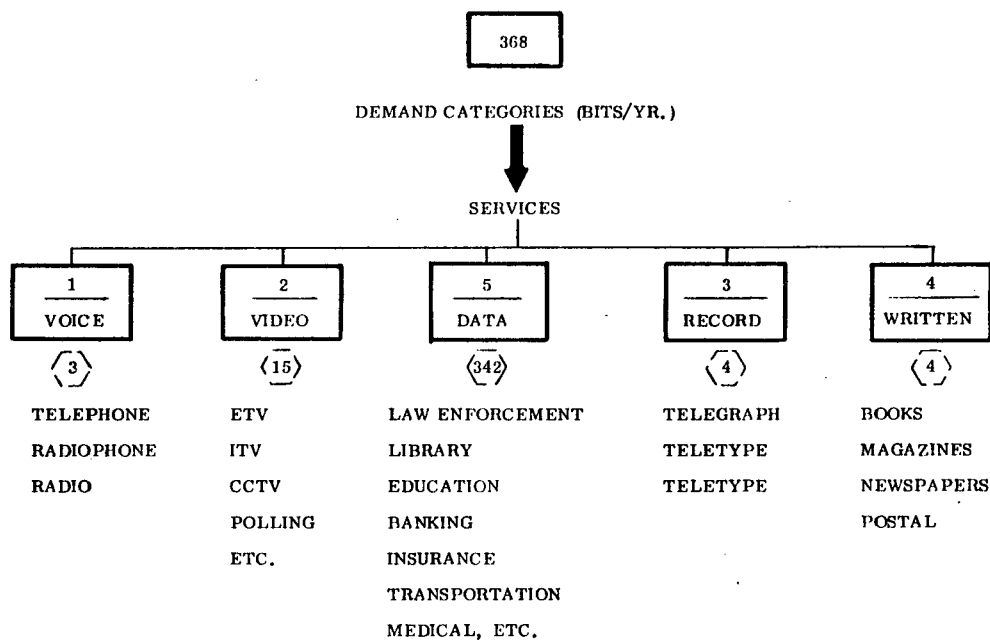 368
DEMAND CATEGORIES (BITS/YR.)
SERVICES
1
VOICE
3
TELEPHONE
RADIOPHONE
RADIO
2
VIDEO
15
ETV
ITV
CCTV
POLLING
ETC.
5
DATA
342
LAW ENFORCEMENT
LIBRARY
EDUCATION
BANKING
INSURANCE
TRANSPORTATION
MEDICAL, ETC.
3
RECORD
4
TELEGRAPH
TELETYPE
TELETYPE
4
WRITTEN
4
BOOKS
MAGAZINES
NEWSPAPERS
POSTAL